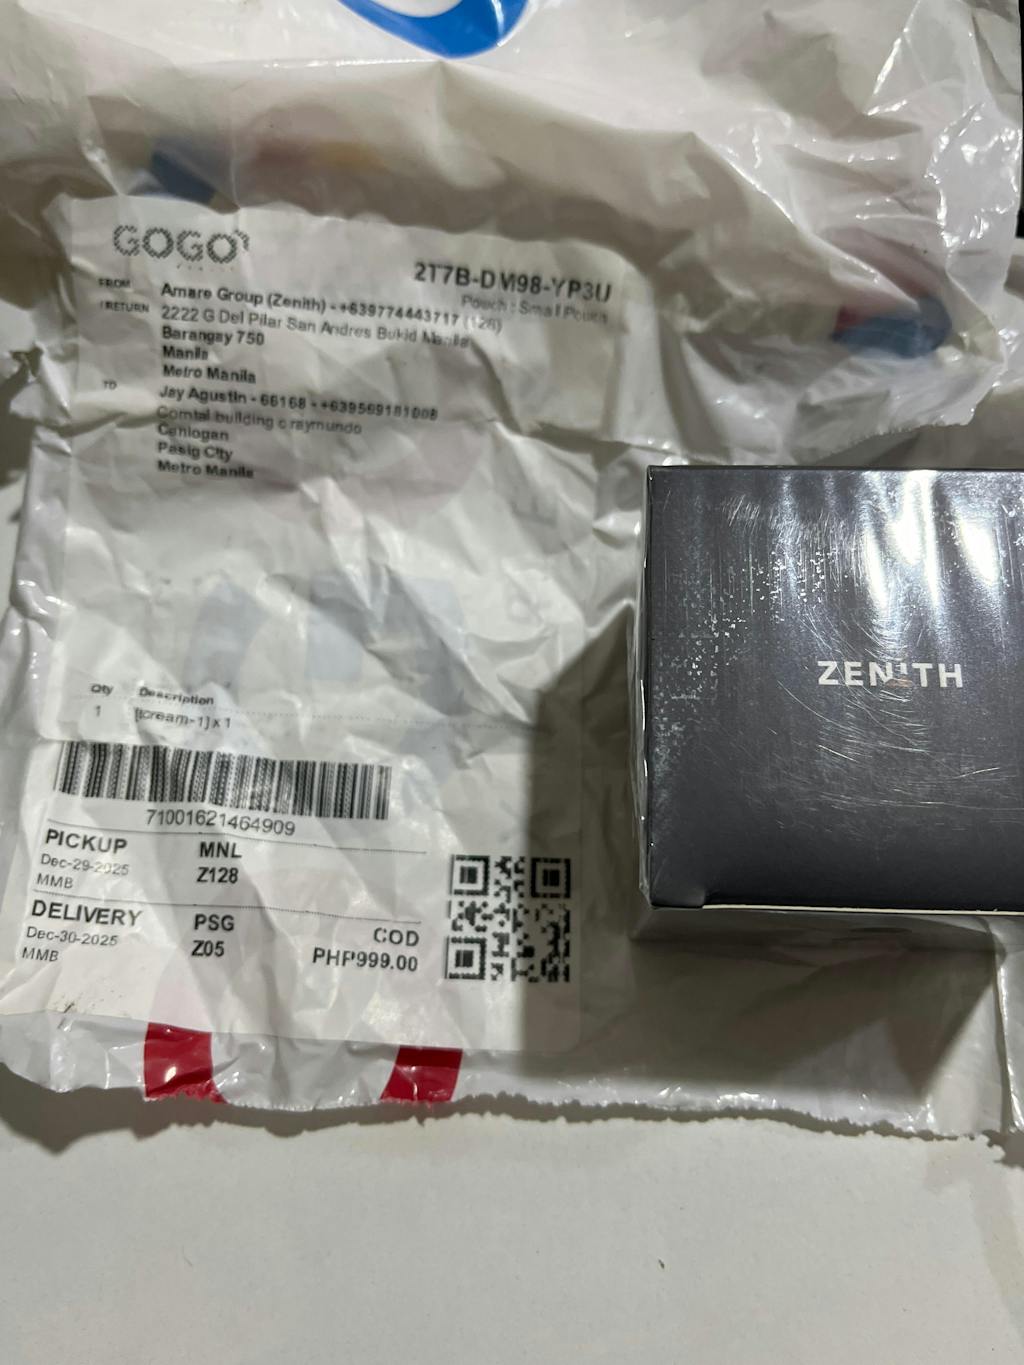 GOGO
2T7B-DM98-YP3U
Pouch : Small Pouch
FROM
/ RETURN
Amare Group (Zenith) - +639774443717 (128)
2222 G Del Pilar San Andres Bukid Manila
Barangay 750
Manila
Metro Manila
TO
Jay Agustin - 66168 - +639569181008
Comtal building c raymundo
Caniogan
Pasig City
Metro Manila
Qty Description
1 [tcream-1] x 1
71001621464909
PICKUP MNL
Dec-29-2025 Z128
MMB
DELIVERY PSG
Dec-30-2025 Z05
MMB
COD
PHP999.00
ZENITH